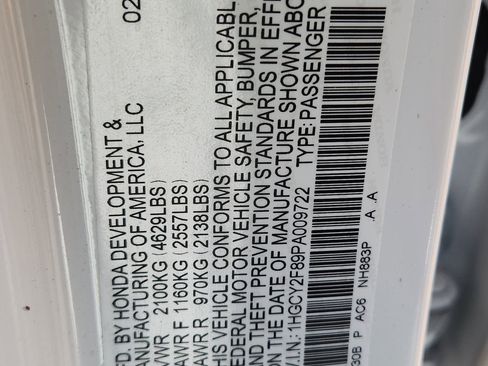 MFD. BY HONDA DEVELOPMENT & 02
MANUFACTURING OF AMERICA, LLC
GVWR 2100KG (4629LBS)
GAWR F 1160KG (2557LBS)
GAWR R 970KG (2138LBS)
THIS VEHICLE CONFORMS TO ALL APPLICABL
FEDERAL MOTOR VEHICLE SAFETY, BUMPER,
AND THEFT PREVENTION STANDARDS IN EFF
ON THE DATE OF MANUFACTURE SHOWN ABO
V.I.N.: 1HGCY2F89PA009722 TYPE: PASSENGER
30B P AC6 NH883P A A